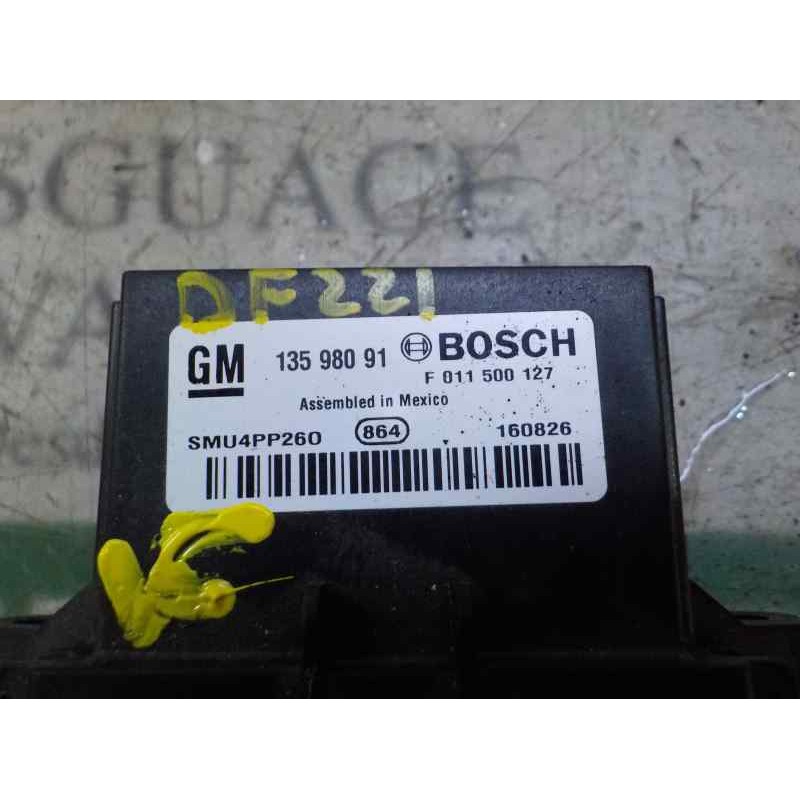 DF221
GM 135 980 91 BOSCH
F 011 500 127
Assembled in Mexico
SMU4PP260 864 160826